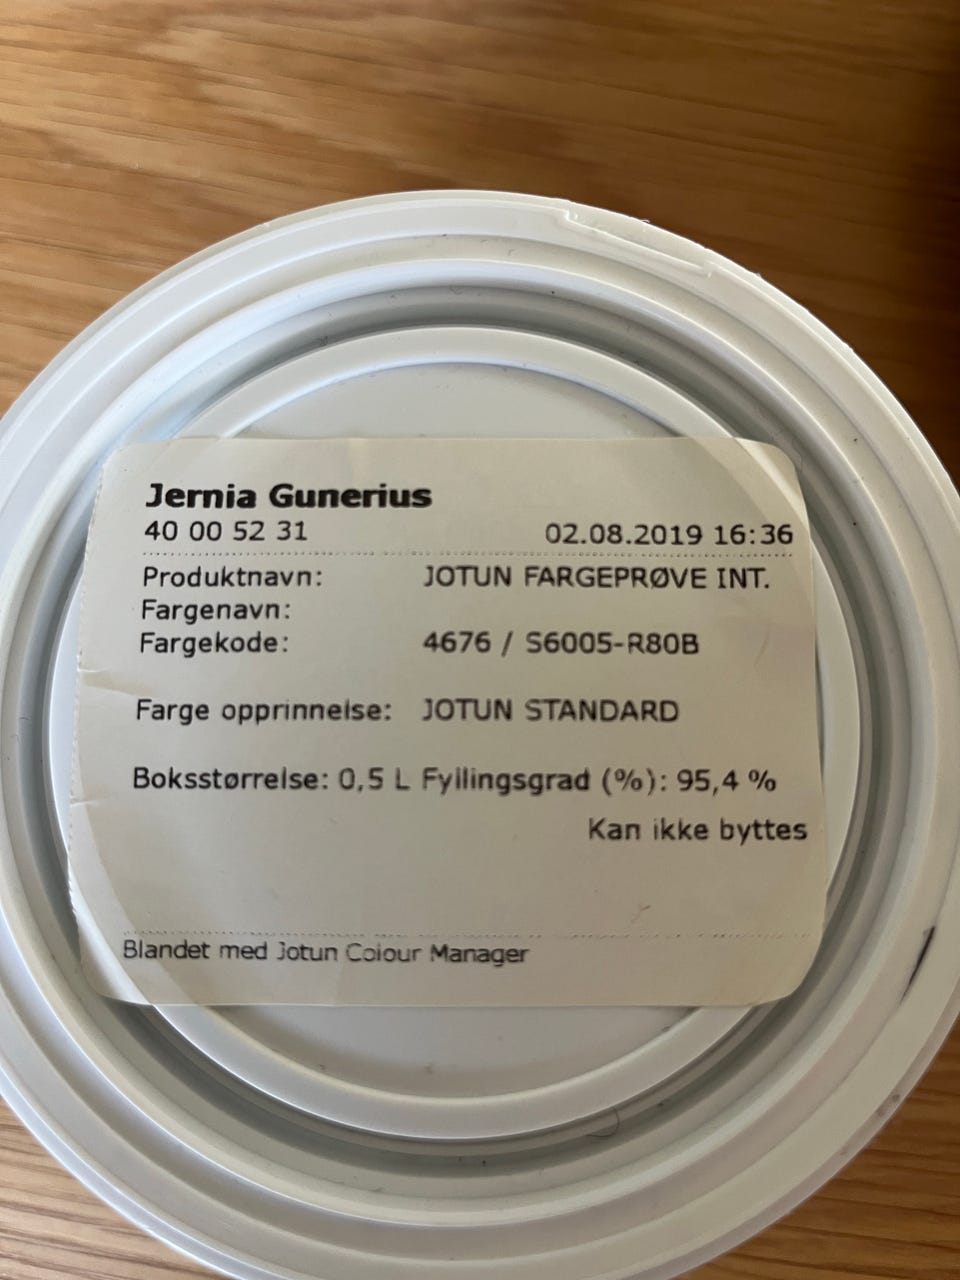 Jernia Gunerius
40 00 52 31 02.08.2019 16:36
Produktnavn: JOTUN FARGEPRØVE INT.
Fargenavn:
Fargekode: 4676 / S6005-R80B
Farge opprinnelse: JOTUN STANDARD
Boksstørrelse: 0,5 L Fyllingsgrad (%): 95,4 %
Kan ikke byttes
Blandet med Jotun Colour Manager